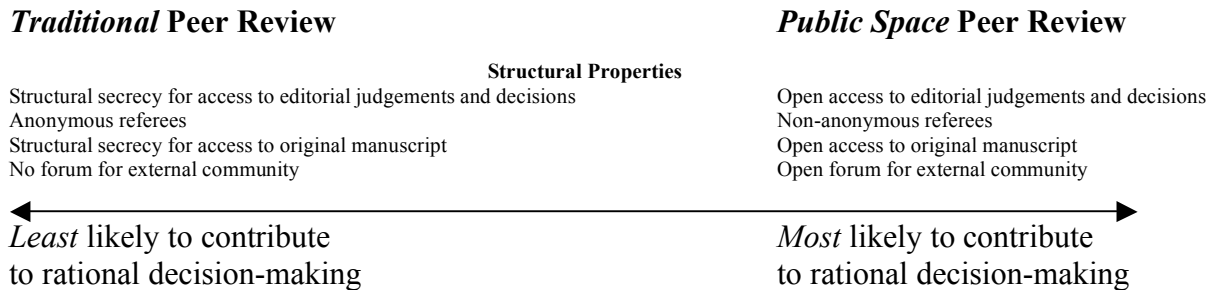 Traditional Peer Review Public Space Peer Review
Structural Properties
Structural secrecy for access to editorial judgements and decisions Open access to editorial judgements and decisions
Anonymous referees Non-anonymous referees
Structural secrecy for access to original manuscript Open access to original manuscript
No forum for external community Open forum for external community
Least likely to contribute Most likely to contribute
to rational decision-making to rational decision-making